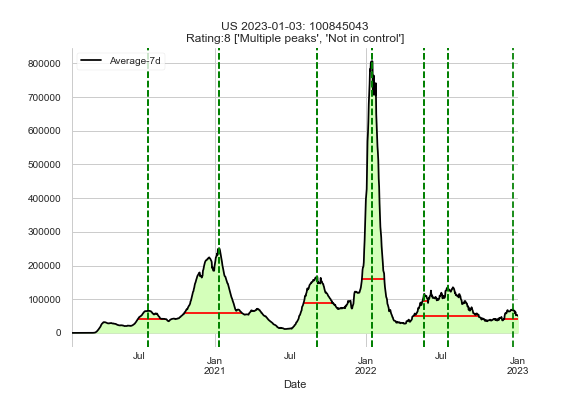 US 2023-01-03: 100845043
Rating:8 ['Multiple peaks', 'Not in control']
Average-7d
800000
700000
600000
500000
400000
300000
200000
100000
0
Jul
Jan
2021
Jul
Jan
2022
Jul
Jan
2023
Date